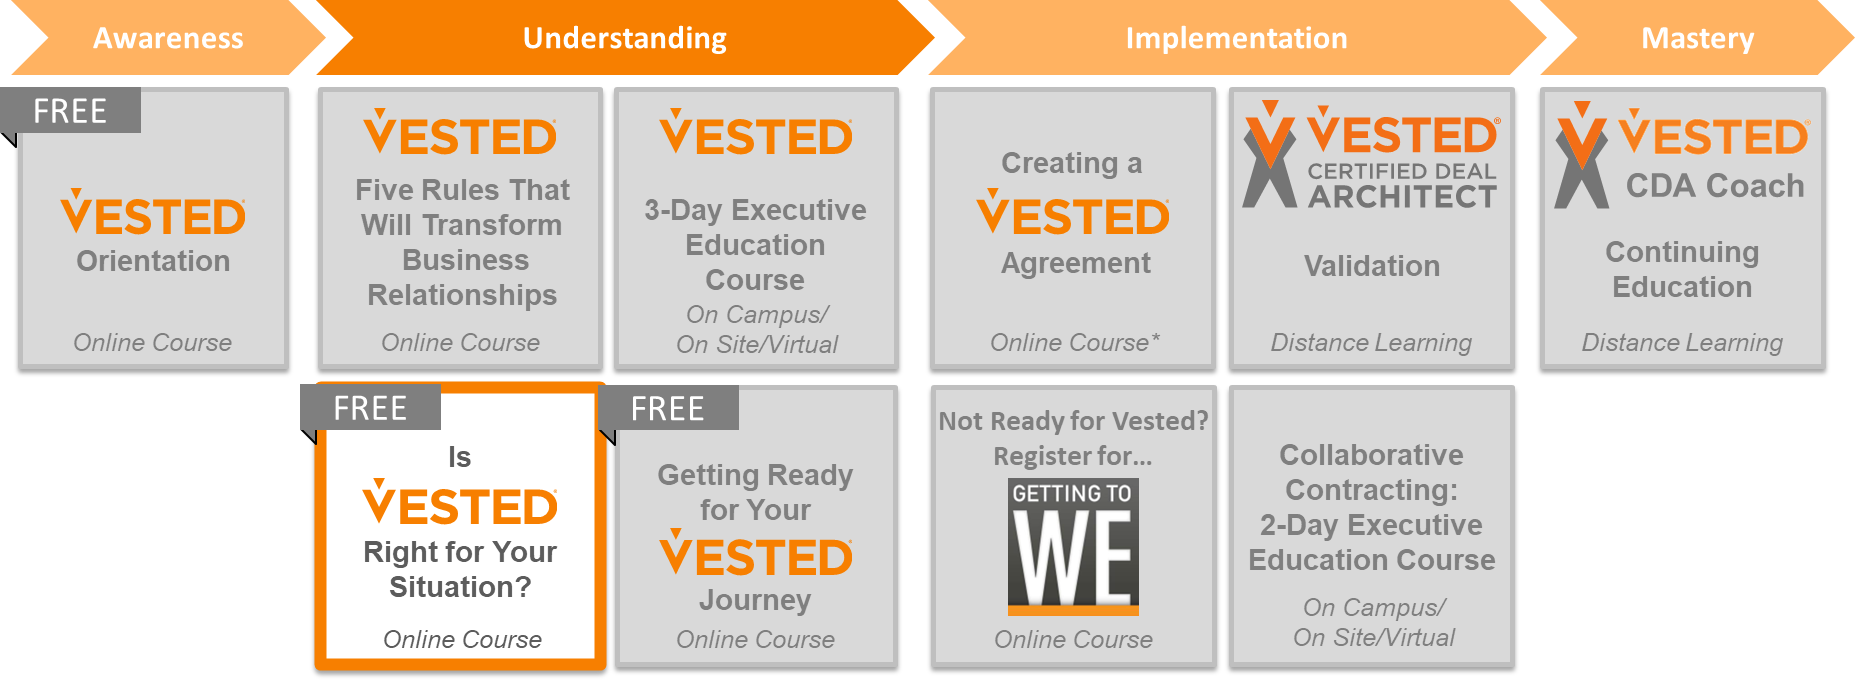 Awareness
Understanding
Implementation
Mastery
FREE
VESTED
Orientation
Online Course
VESTED
Five Rules That
Will Transform
Business
Relationships
Online Course
VESTED
3-Day Executive
Education
Course
On Campus/
On Site/Virtual
Creating a
VESTED
Agreement
Online Course*
VESTED®
CERTIFIED DEAL
ARCHITECT
Validation
Distance Learning
VESTED
CDA Coach
Continuing
Education
Distance Learning
FREE
Is
VESTED
Right for Your
Situation?
Online Course
FREE
Getting Ready
for Your
VESTED
Journey
Online Course
Not Ready for Vested?
Register for...
GETTING TO
WE
Online Course
Collaborative
Contracting:
2-Day Executive
Education Course
On Campus/
On Site/Virtual